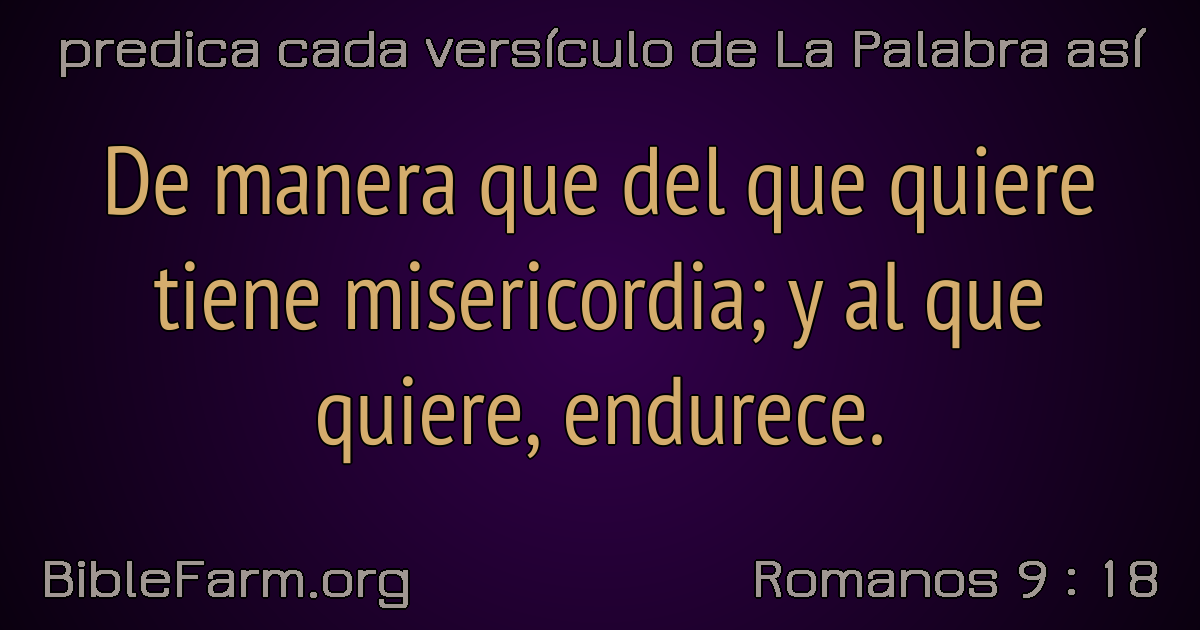 predica cada versículo de La Palabra así
De manera que del que quiere
tiene misericordia; y al que
quiere, endurece.
BibleFarm.org
Romanos 9 : 18